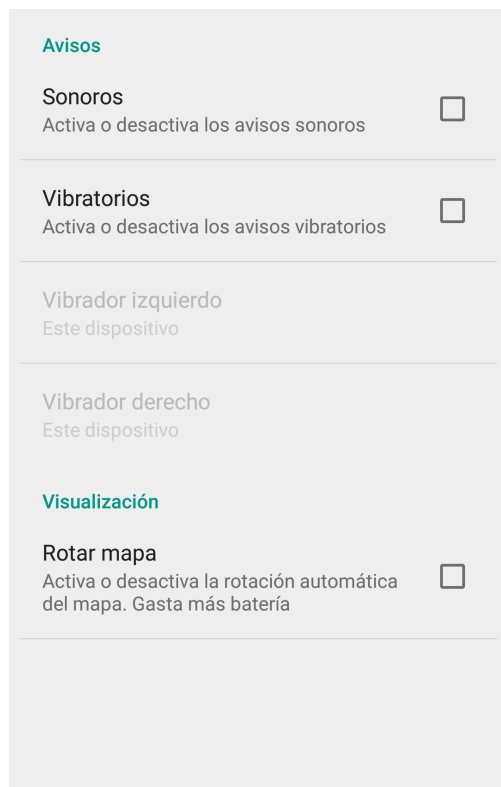 Avisos
Sonoros
Activa o desactiva los avisos sonoros
Vibratorios
Activa o desactiva los avisos vibratorios
Vibrador izquierdo
Este dispositivo
Vibrador derecho
Este dispositivo
Visualización
Rotar mapa
Activa o desactiva la rotación automática
del mapa. Gasta más batería